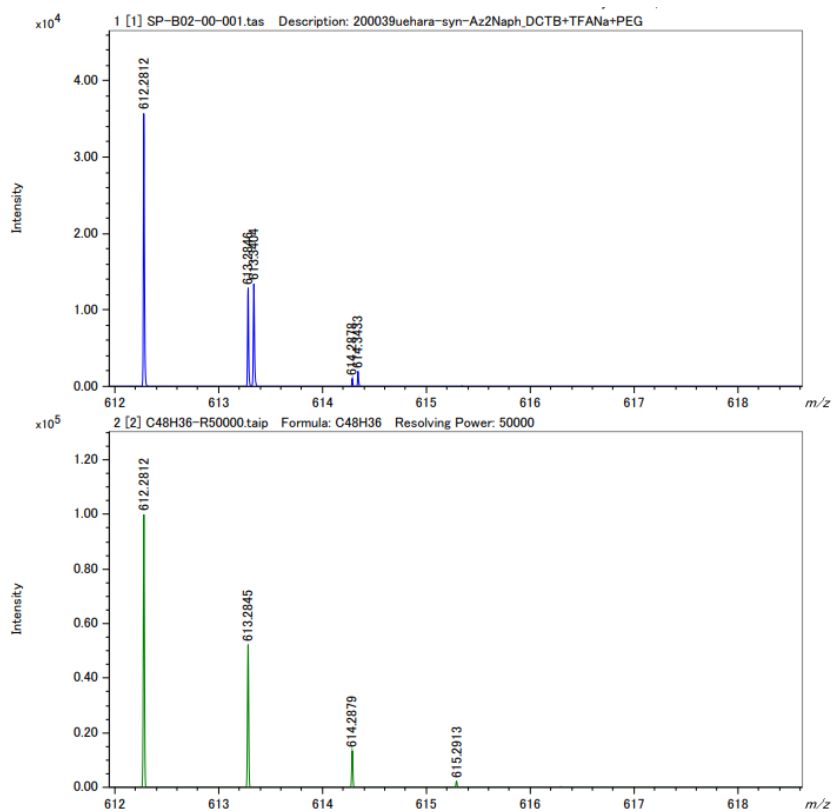 1 [1] SP-B02-00-001.tas Description: 200039uehara-syn-Az2Naph_DCTB+TFANa+PEG
x10⁴
Intensity
4.00
3.00
2.00
1.00
0.00
612.2812
613.2846
613.3404
614.2878
614.3433
612 613 614 615 616 617 618 m/z
2 [2] C48H36-R50000.taip Formula: C48H36 Resolving Power: 50000
x10⁵
Intensity
1.20
1.00
0.80
0.60
0.40
0.20
0.00
612.2812
613.2845
614.2879
615.2913
612 613 614 615 616 617 618 m/z